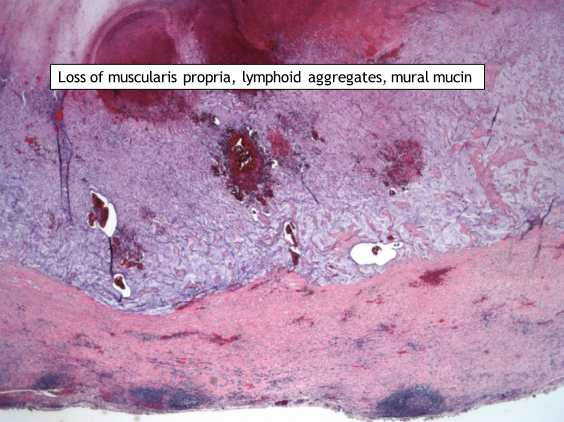 Loss of muscularis propria, lymphoid aggregates, mural mucin